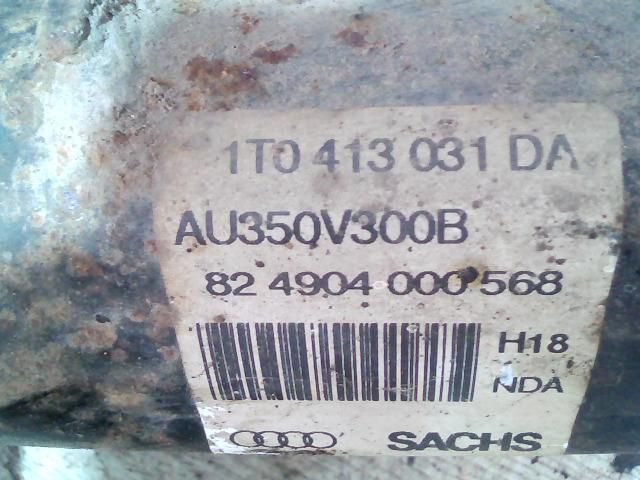 1T0 413 031 DA
AU350V300B
82 4904 000 568
H18
NDA
SACHS